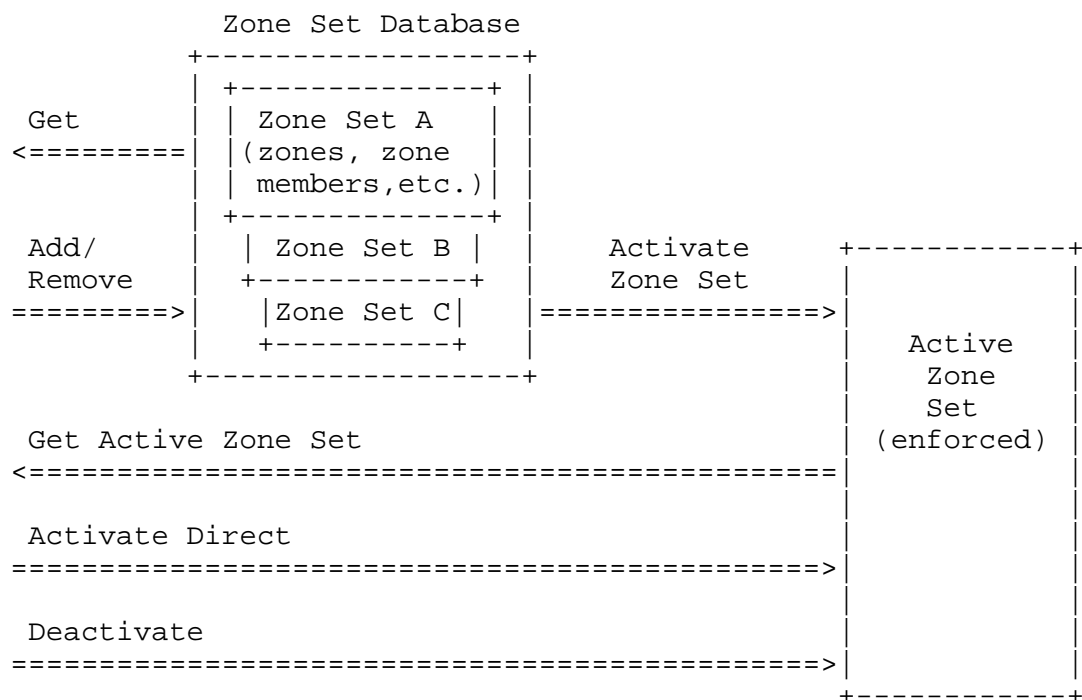 Zone Set Database
Get
Zone Set A
(zones, zone
members,etc.)
Add/
Remove
Zone Set B
Zone Set C
Activate
Zone Set
Active
Zone
Set
(enforced)
Get Active Zone Set
Activate Direct
Deactivate